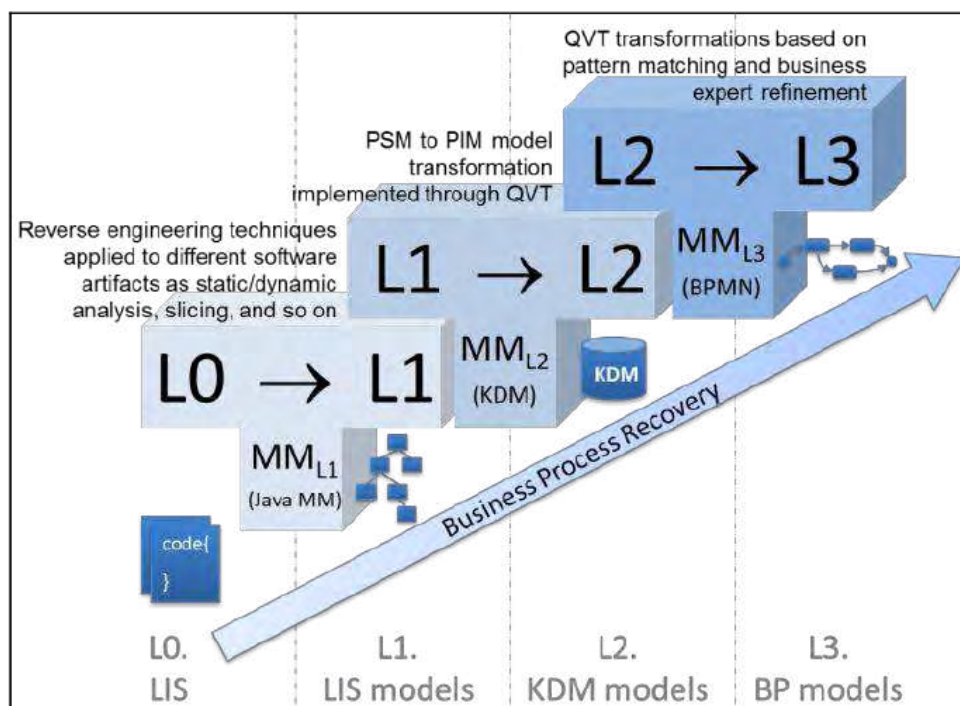 QVT transformations based on
pattern matching and business
expert refinement
L2 → L3
PSM to PIM model
transformation
implemented through QVT
MM_L3
(BPMN)
Reverse engineering techniques
applied to different software
artifacts as static/dynamic
analysis, slicing, and so on
L1 → L2
MM_L2
(KDM)
KDM
L0 → L1
MM_L1
(Java MM)
Business Process Recovery
code{
}
L0.
LIS
L1.
LIS models
L2.
KDM models
L3.
BP models